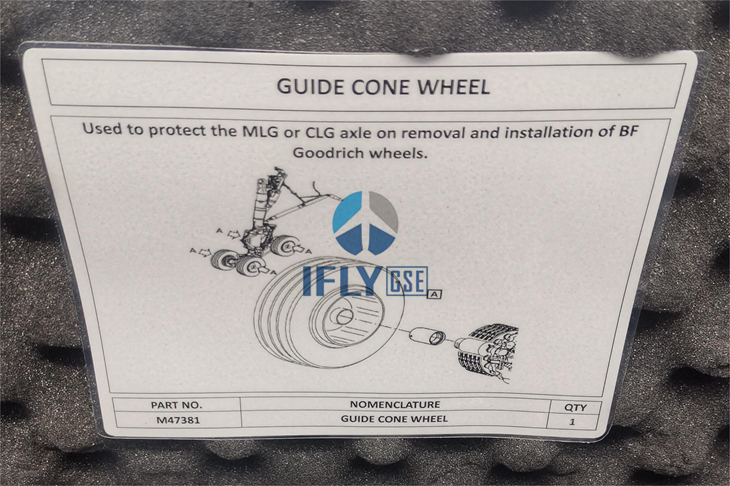 GUIDE CONE WHEEL
Used to protect the MLG or CLG axle on removal and installation of BF
Goodrich wheels.
A
A
A
A
IFLY GSE
A
PART NO. NOMENCLATURE QTY
M47381 GUIDE CONE WHEEL 1